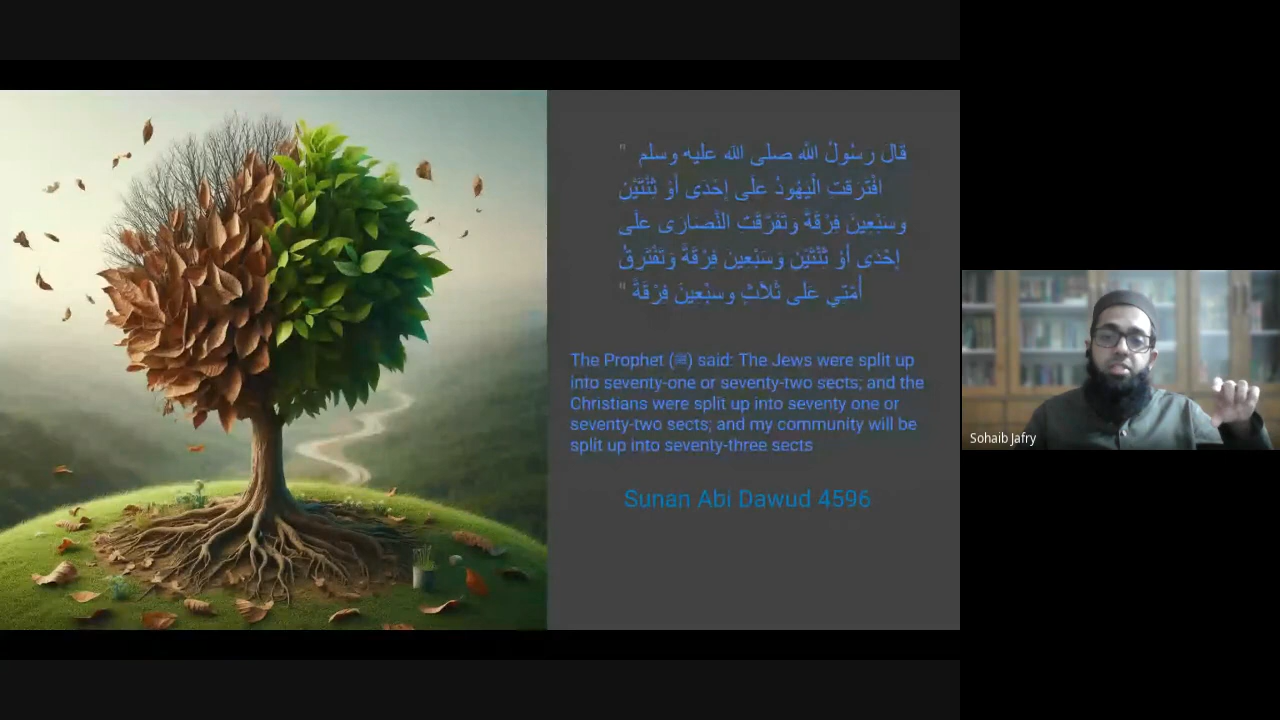 قَالَ رَسُولُ اللَّهِ صلى الله عليه وسلم ‏ "‏
افْتَرَقَتِ الْيَهُودُ عَلَى إِحْدَى أَوْ ثِنْتَيْنِ
وَسَبْعِينَ فِرْقَةً وَتَفَرَّقَتِ النَّصَارَى عَلَى
إِحْدَى أَوْ ثِنْتَيْنِ وَسَبْعِينَ فِرْقَةً وَتَفْتَرِقُ
أُمَّتِي عَلَى ثَلاَثٍ وَسَبْعِينَ فِرْقَةً ‏"
The Prophet (ﷺ) said: The Jews were split up
into seventy-one or seventy-two sects; and the
Christians were split up into seventy one or
seventy-two sects; and my community will be
split up into seventy-three sects
Sunan Abi Dawud 4596
Sohaib Jafry